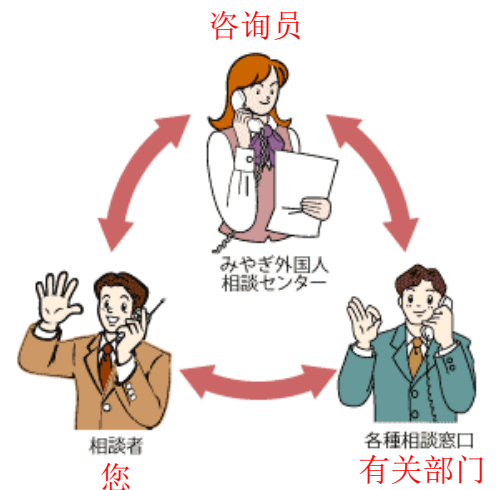 咨询员
みやぎ外国人
相談センター
相談者
您
各種相談窓口
有关部门